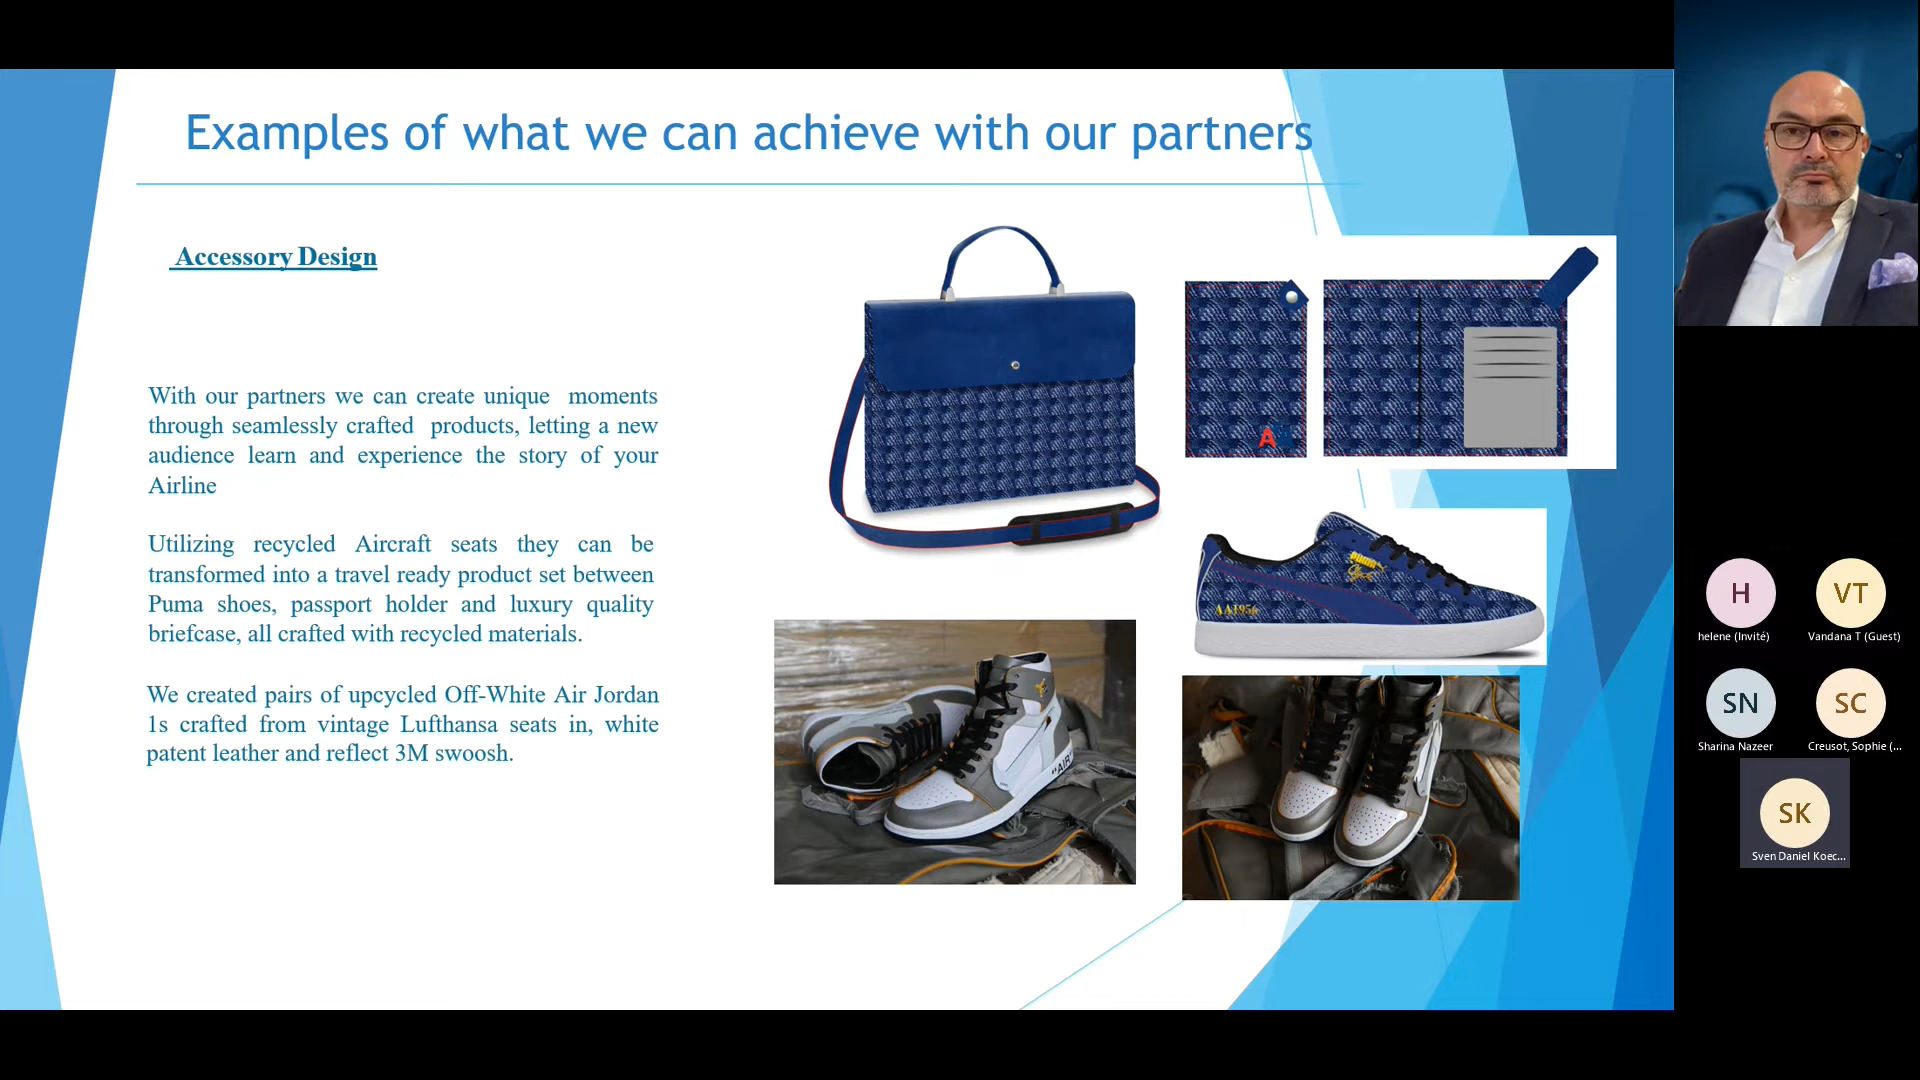 Examples of what we can achieve with our partners
Accessory Design
With our partners we can create unique moments
through seamlessly crafted products, letting a new
audience learn and experience the story of your
Airline
Utilizing recycled Aircraft seats they can be
transformed into a travel ready product set between
Puma shoes, passport holder and luxury quality
briefcase, all crafted with recycled materials.
We created pairs of upcycled Off-White Air Jordan
1s crafted from vintage Lufthansa seats in, white
patent leather and reflect 3M swoosh.
AA
PUMA
Clyde
AA1956
"AIR"
H
helene (Invité)
VT
Vandana T (Guest)
SN
Sharina Nazeer
SC
Creusot, Sophie (...
SK
Sven Daniel Koec...